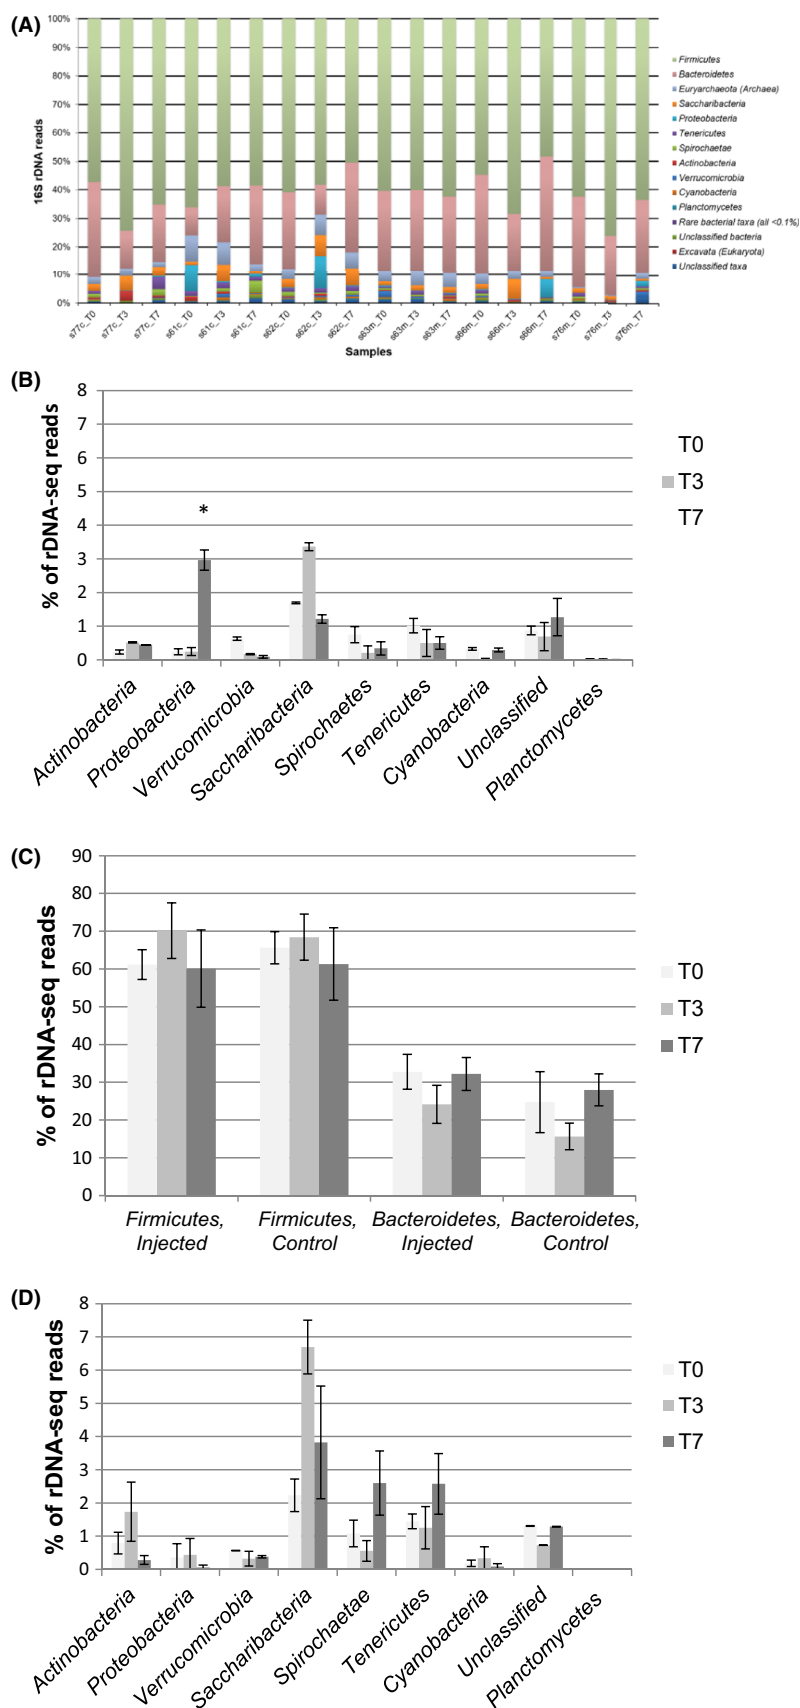 (A)
100%
90%
80%
70%
60%
50%
40%
30%
20%
10%
0%
16S rDNA reads
s77c_T0
s77c_T3
s77c_T7
s61c_T0
s61c_T3
s61c_T7
s62c_T0
s62c_T3
s62c_T7
s63m_T0
s63m_T3
s63m_T7
s66m_T0
s66m_T3
s66m_T7
s76m_T0
s76m_T3
s76m_T7
Samples
Firmicutes
Bacteroidetes
Euryarchaeota (Archaea)
Saccharibacteria
Proteobacteria
Tenericutes
Spirochaetae
Actinobacteria
Verrucomicrobia
Cyanobacteria
Planctomycetes
Rare bacterial taxa (all <0.1%)
Unclassified bacteria
Excavata (Eukaryota)
Unclassified taxa
(B)
8
7
6
5
4
3
2
1
0
% of rDNA-seq reads
*
Actinobacteria
Proteobacteria
Verrucomicrobia
Saccharibacteria
Spirochaetes
Tenericutes
Cyanobacteria
Unclassified
Planctomycetes
T0
T3
T7
(C)
90
80
70
60
50
40
30
20
10
0
% of rDNA-seq reads
Firmicutes,
Injected
Firmicutes,
Control
Bacteroidetes,
Injected
Bacteroidetes,
Control
T0
T3
T7
(D)
8
7
6
5
4
3
2
1
0
% of rDNA-seq reads
Actinobacteria
Proteobacteria
Verrucomicrobia
Saccharibacteria
Spirochaetae
Tenericutes
Cyanobacteria
Unclassified
Planctomycetes
T0
T3
T7